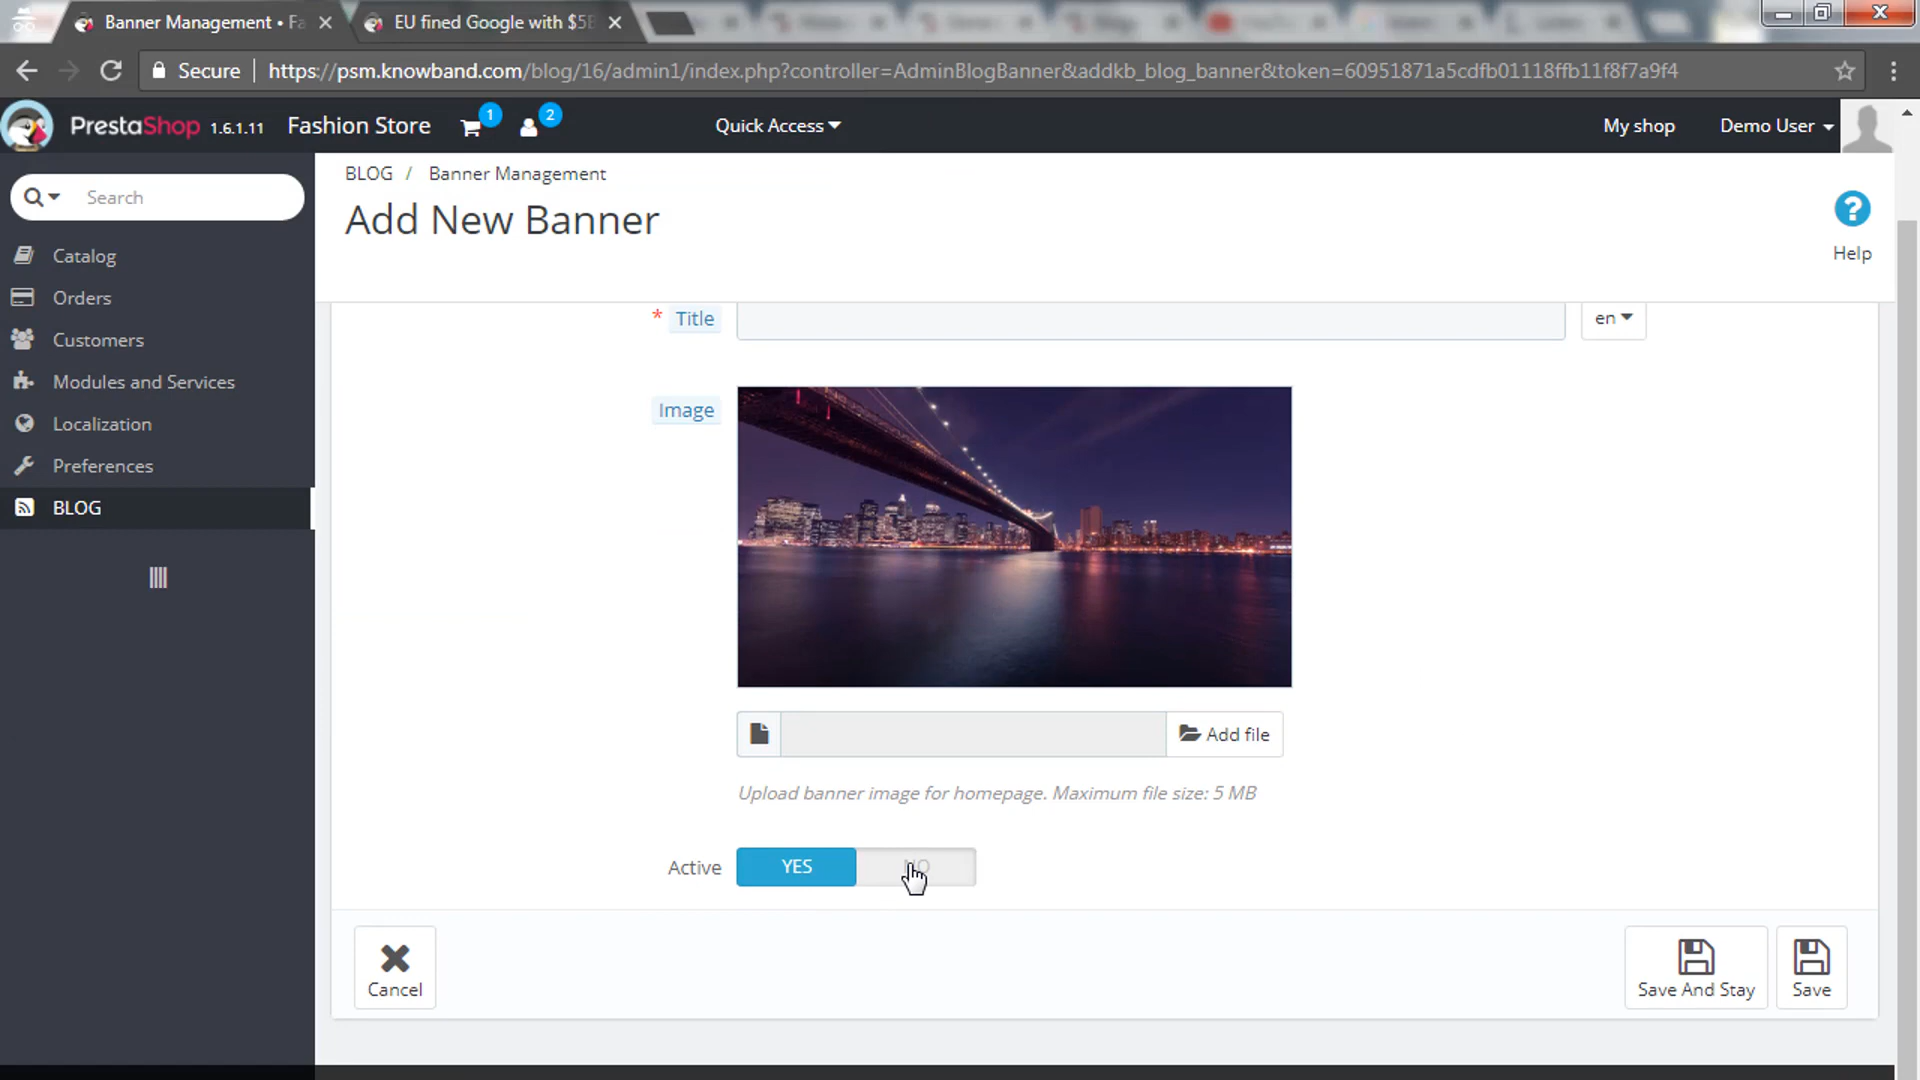 Banner Management • Fa
EU fined Google with $5B
Secure
https://psm.knowband.com/blog/16/admin1/index.php?controller=AdminBlogBanner&addkb_blog_banner&token=60951871a5cdfb01118ffb11f8f7a9f4
PrestaShop 1.6.1.11
Fashion Store
1
2
Quick Access
My shop
Demo User
Search
Catalog
Orders
Customers
Modules and Services
Localization
Preferences
BLOG
BLOG / Banner Management
Add New Banner
Help
* Title
en
Image
Add file
Upload banner image for homepage. Maximum file size: 5 MB
Active
YES
NO
Cancel
Save And Stay
Save